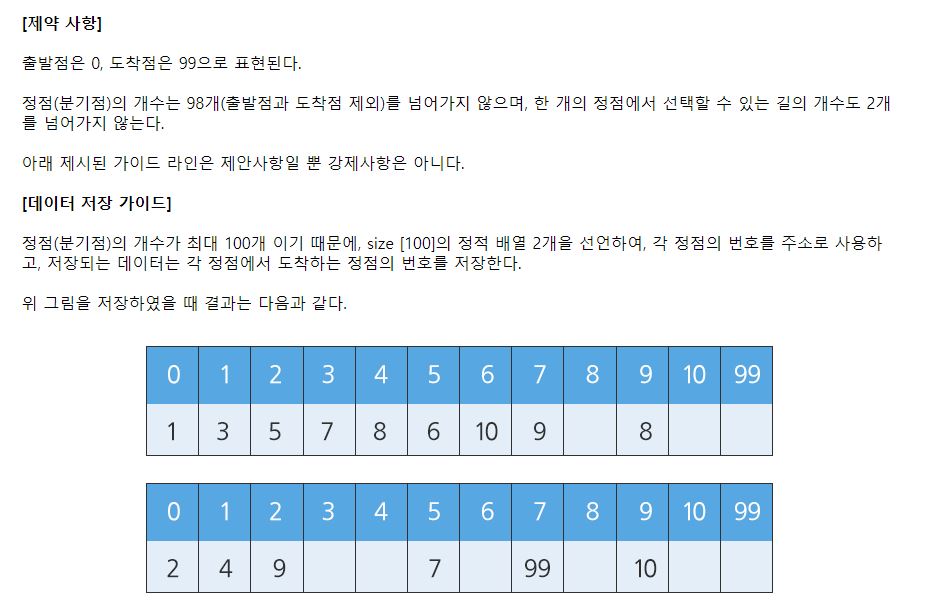 [제약 사항]
출발점은 0, 도착점은 99으로 표현된다.
정점(분기점)의 개수는 98개(출발점과 도착점 제외)를 넘어가지 않으며, 한 개의 정점에서 선택할 수 있는 길의 개수도 2개
를 넘어가지 않는다.
아래 제시된 가이드 라인은 제안사항일 뿐 강제사항은 아니다.
[데이터 저장 가이드]
정점(분기점)의 개수가 최대 100개 이기 때문에, size [100]의 정적 배열 2개을 선언하여, 각 정점의 번호를 주소로 사용하
고, 저장되는 데이터는 각 정점에서 도착하는 정점의 번호를 저장한다.
위 그림을 저장하였을 때 결과는 다음과 같다.
0 1 2 3 4 5 6 7 8 9 10 99
1 3 5 7 8 6 10 9 8
0 1 2 3 4 5 6 7 8 9 10 99
2 4 9 7 99 10